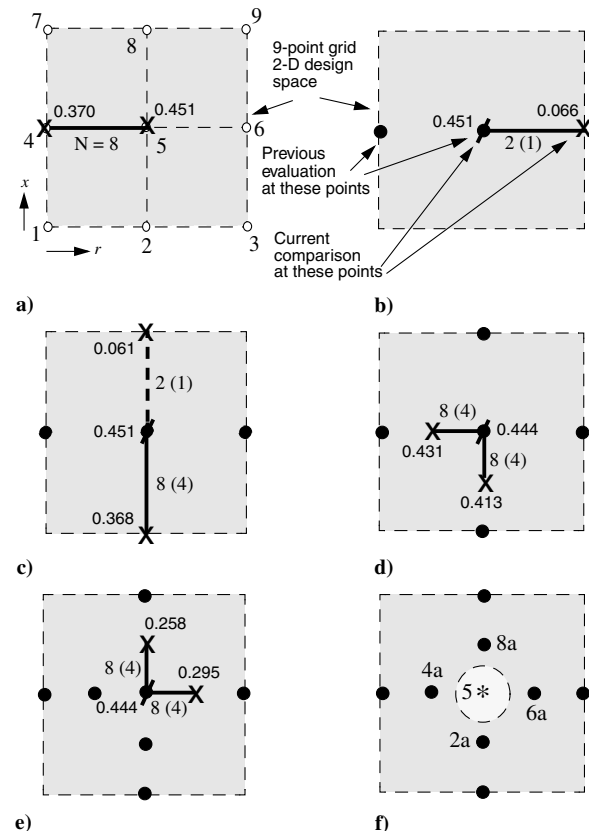 7
8
9
0.370
0.451
4
N = 8
5
6
x
1
r
2
3
9-point grid
2-D design
space
Previous
evaluation
at these points
Current
comparison
at these points
0.451
0.066
2 (1)
a)
b)
0.061
2 (1)
0.451
8 (4)
0.368
8 (4)
0.444
0.431
8 (4)
0.413
c)
d)
0.258
8 (4)
0.295
0.444
8 (4)
8a
4a
5 *
6a
2a
e)
f)